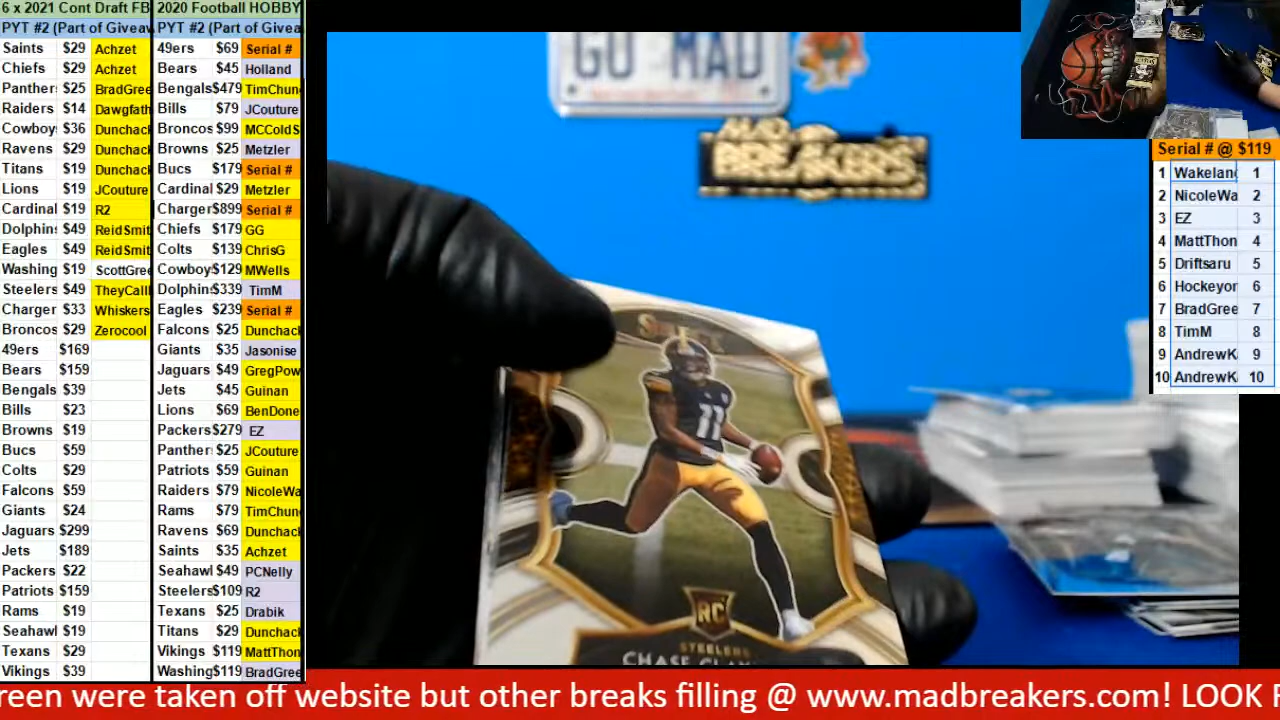 6 x 2021 Cont Draft FB
PYT #2 (Part of Giveav
Saints $29 Achzet
Chiefs $29 Achzet
Panther: $25 BradGree
Raiders $14 Dawgfath
Cowboy $36 Dunchack
Ravens $29 Dunchack
Titans $19 Dunchack
Lions $19 JCouture
Cardinal $19 R2
Dolphins $49 ReidSmit
Eagles $49 ReidSmit
Washing $19 ScottGree
Steelers $49 TheyCalll
Charger $33 Whiskers
Broncos $29 Zerocool
49ers $169
Bears $159
Bengals $39
Bills $23
Browns $19
Bucs $59
Colts $29
Falcons $59
Giants $24
Jaguars $299
Jets $189
Packers $22
Patriots $159
Rams $19
Seahawl $19
Texans $29
Vikings $39
2020 Football HOBBY
PYT #2 (Part of Givea
49ers $69 Serial #
Bears $45 Holland
Bengals $479 TimChun
Bills $79 JCouture
Broncos $99 MCColdS
Browns $25 Metzler
Bucs $179 Serial #
Cardinal $29 Metzler
Charger $899 Serial #
Chiefs $179 GG
Colts $139 ChrisG
Cowboy $129 MWells
Dolphin $339 TimM
Eagles $239 Serial #
Falcons $25 Dunchack
Giants $35 Jasonise
Jaguars $49 GregPow
Jets $45 Guinan
Lions $69 BenDone
Packers $279 EZ
Panther: $25 JCouture
Patriots $59 Guinan
Raiders $79 NicoleWa
Rams $79 TimChun
Ravens $69 Dunchack
Saints $35 Achzet
Seahawl $49 PCNelly
Steelers $109 R2
Texans $25 Drabik
Titans $29 Dunchack
Vikings $119 MattThon
Washing $119 BradGree
GO MAD
MAD
BREAKERS
SELECT
11
RC
STEELERS
CHASE CLAY
Serial # @ $119
1 Wakeland 1
2 NicoleWa 2
3 EZ 3
4 MattThon 4
5 Driftsaru 5
6 Hockeyor 6
7 BradGree 7
8 TimM 8
9 AndrewK 9
10 AndrewK 10
reen were taken off website but other breaks filling @ www.madbreakers.com! LOOK F